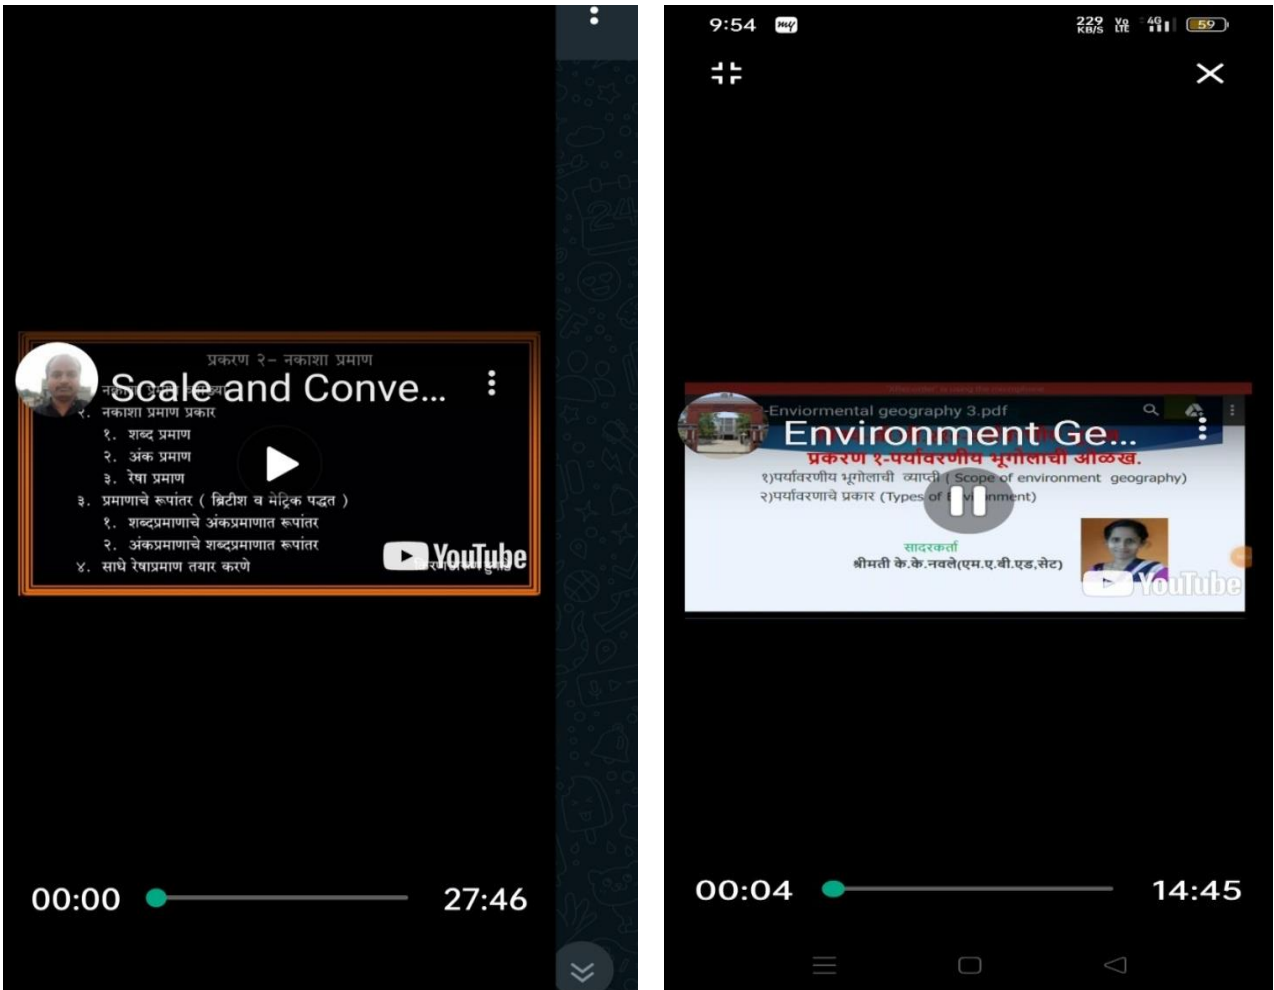 प्रकरण २– नकाशा प्रमाण
Scale and Conve...
२. नकाशा प्रमाण प्रकार
१. शब्द प्रमाण
२. अंक प्रमाण
३. रेषा प्रमाण
३. प्रमाणाचे रूपांतर ( ब्रिटीश व मेट्रिक पद्धत )
१. शब्दप्रमाणाचे अंकप्रमाणात रूपांतर
२. अंकप्रमाणाचे शब्दप्रमाणात रूपांतर
४. साधे रेषाप्रमाण तयार करणे
YouTube
00:00 27:46
9:54 my 229 KB/S Vo LTE 4G 59
-Enviormental geography 3.pdf
Environment Ge...
प्रकरण १-पर्यावरणीय भूगोलाची ओळख.
१)पर्यावरणीय भूगोलाची व्याप्ती ( Scope of environment geography)
२)पर्यावरणाचे प्रकार (Types of
सादरकर्ता
श्रीमती के.के.नवले(एम.ए.बी.एड,सेट)
YouTube
00:04 14:45